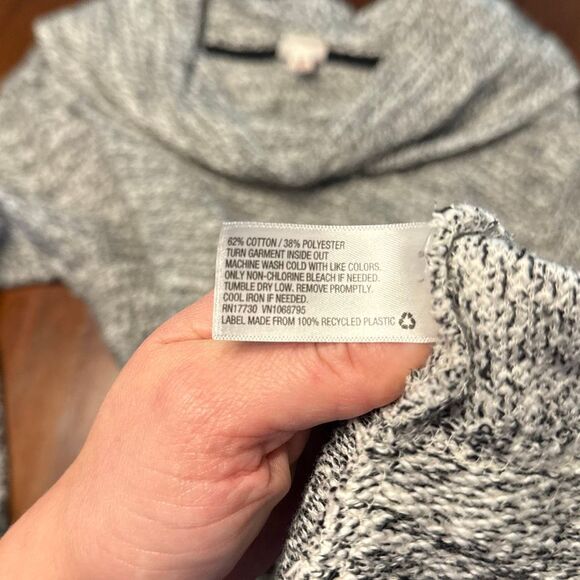 62% COTTON / 38% POLYESTER
TURN GARMENT INSIDE OUT
MACHINE WASH COLD WITH LIKE COLORS.
ONLY NON-CHLORINE BLEACH IF NEEDED.
TUMBLE DRY LOW. REMOVE PROMPTLY.
COOL IRON IF NEEDED.
RN17730 VN1068795
LABEL MADE FROM 100% RECYCLED PLASTIC